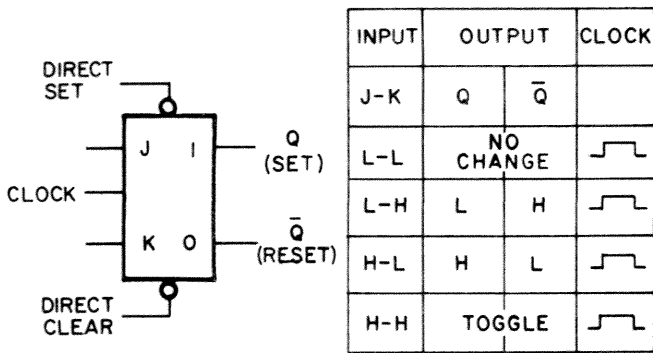 DIRECT
SET
J I
Q
(SET)
CLOCK
K O
Q̅
(RESET)
DIRECT
CLEAR
INPUT OUTPUT CLOCK
J-K Q Q̅
L-L NO
CHANGE
L-H L H
H-L H L
H-H TOGGLE